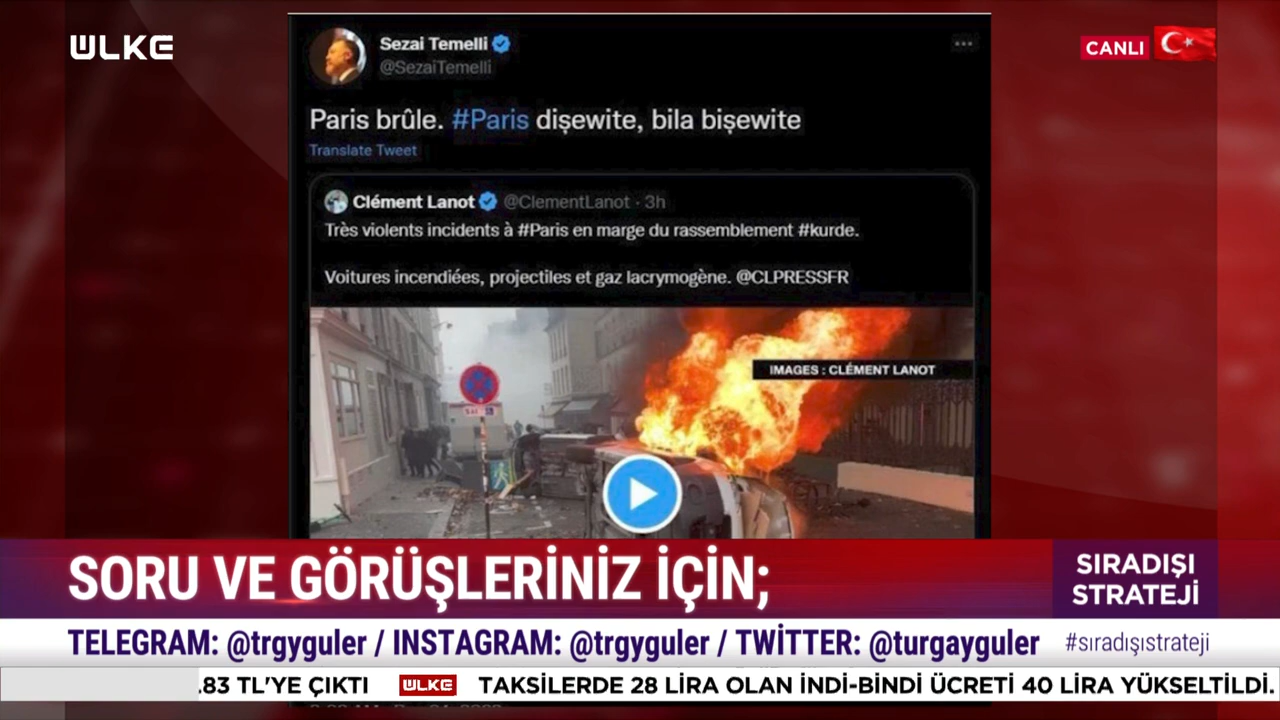 ÜLKE
CANLI
Sezai Temelli
@SezaiTemelli
Paris brûle. #Paris dişewite, bila bişewite
Translate Tweet
Clément Lanot @ClementLanot · 3h
Très violents incidents à #Paris en marge du rassemblement #kurde.
Voitures incendiées, projectiles et gaz lacrymogène. @CLPRESSFR
IMAGES : CLÉMENT LANOT
SORU VE GÖRÜŞLERİNİZ İÇİN;
SIRADIŞI
STRATEJİ
TELEGRAM: @trgyguler / INSTAGRAM: @trgyguler / TWİTTER: @turgayguler
#sıradışıstrateji
.83 TL'YE ÇIKTI ÜLKE TAKSİLERDE 28 LİRA OLAN İNDİ-BİNDİ ÜCRETİ 40 LİRA YÜKSELTİLDİ.